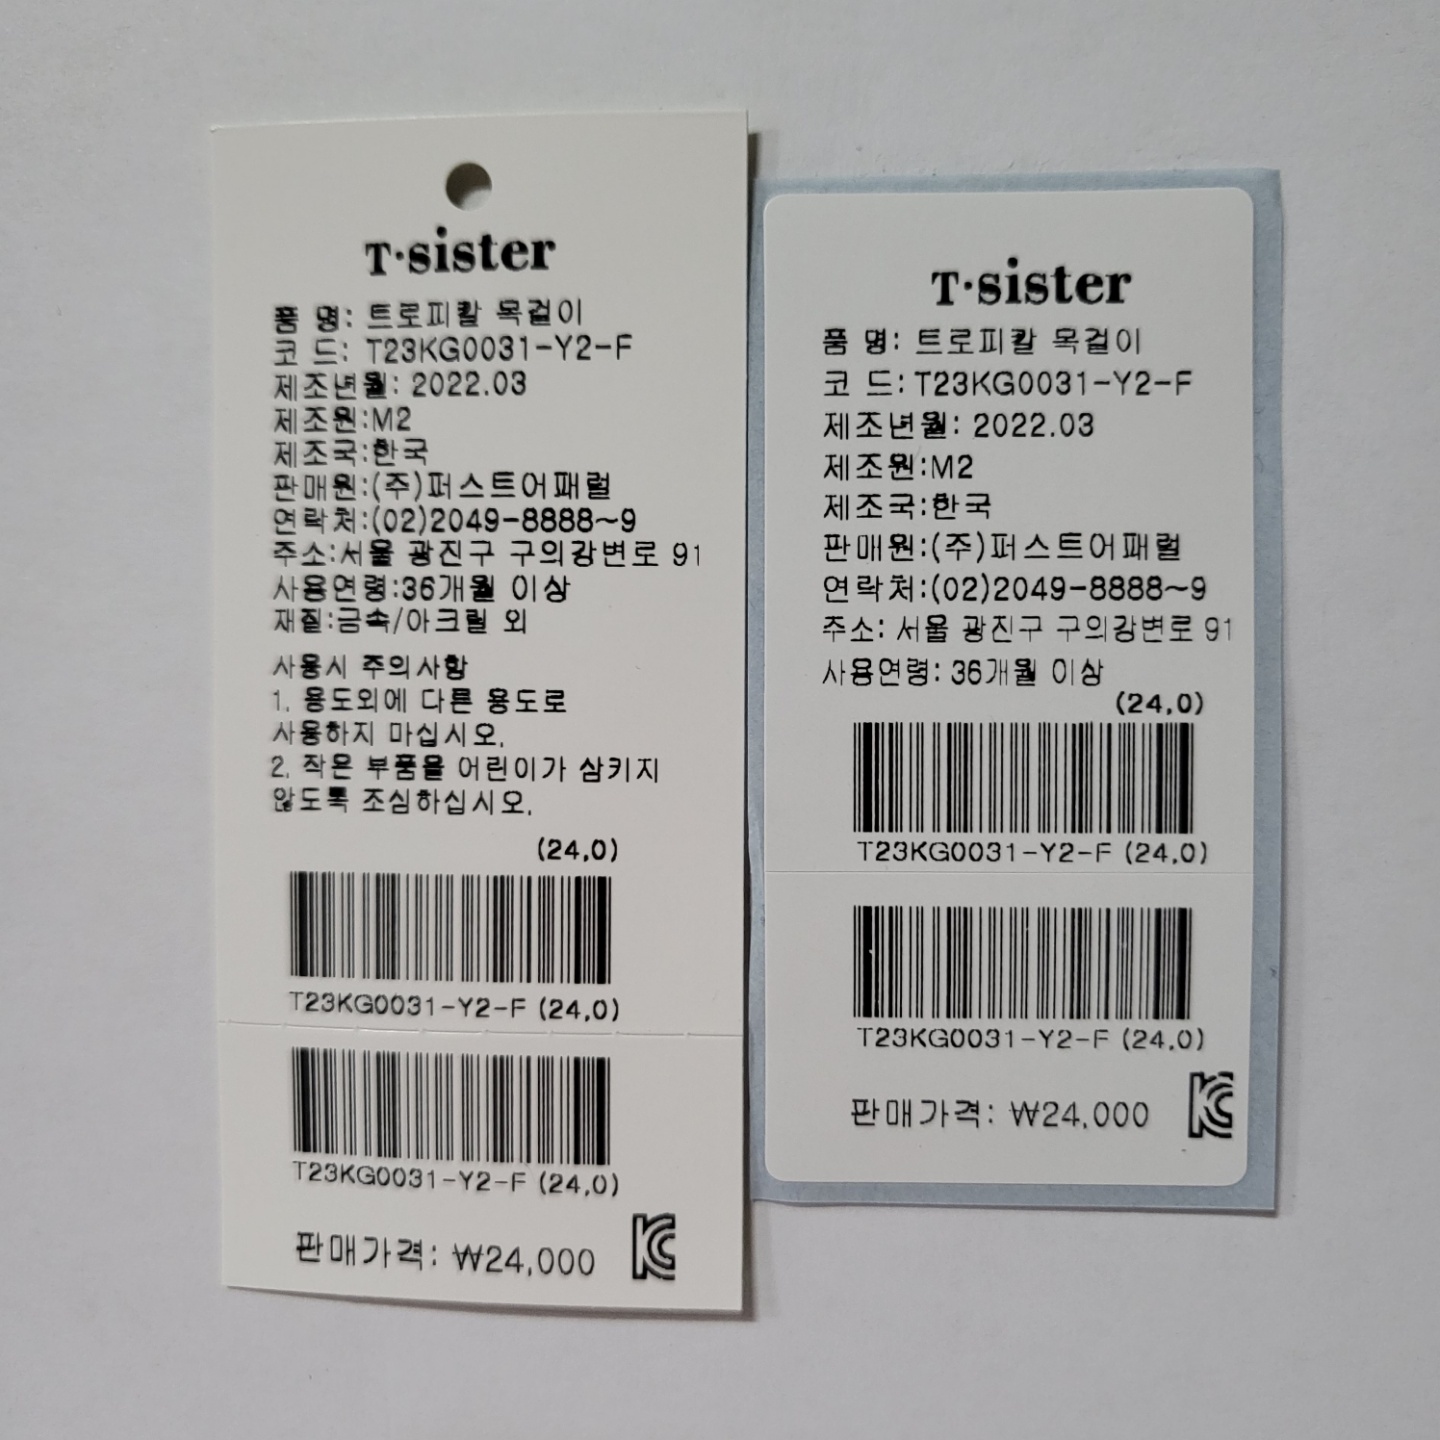 T·sister
품 명: 트로피칼 목걸이
코 드: T23KG0031-Y2-F
제조년월: 2022.03
제조원:M2
제조국:한국
판매원:(주)퍼스트어패럴
연락처:(02)2049-8888~9
주소:서울 광진구 구의강변로 91
사용연령:36개월 이상
재질:금속/아크릴 외
사용시 주의사항
1. 용도외에 다른 용도로
사용하지 마십시오.
2. 작은 부품을 어린이가 삼키지
않도록 조심하십시오.
(24.0)
T23KG0031-Y2-F (24.0)
T23KG0031-Y2-F (24.0)
판매가격: ₩24,000
KC
T·sister
품 명: 트로피칼 목걸이
코 드: T23KG0031-Y2-F
제조년월: 2022.03
제조원:M2
제조국:한국
판매원:(주)퍼스트어패럴
연락처:(02)2049-8888~9
주소: 서울 광진구 구의강변로 91
사용연령: 36개월 이상
(24.0)
T23KG0031-Y2-F (24.0)
T23KG0031-Y2-F (24.0)
판매가격: ₩24,000
KC